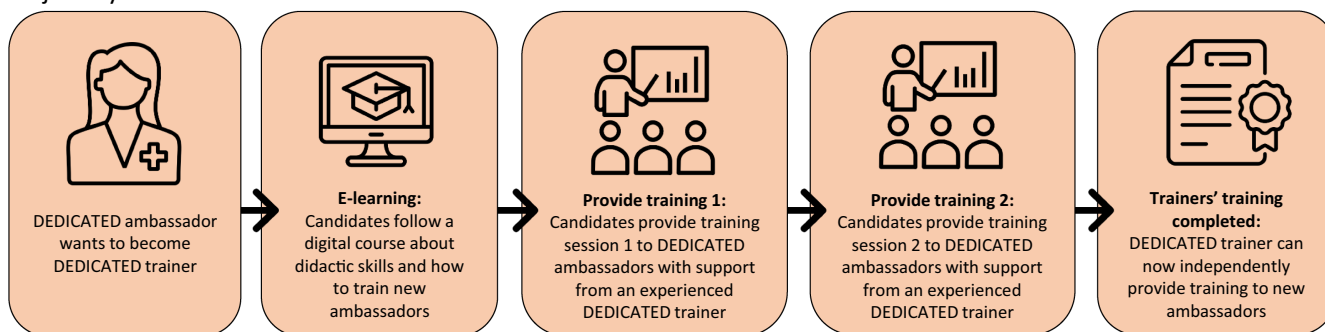 DEDICATED ambassador
wants to become
DEDICATED trainer
E-learning:
Candidates follow a
digital course about
didactic skills and how
to train new
ambassadors
Provide training 1:
Candidates provide training
session 1 to DEDICATED
ambassadors with support
from an experienced
DEDICATED trainer
Provide training 2:
Candidates provide training
session 2 to DEDICATED
ambassadors with support
from an experienced
DEDICATED trainer
Trainers’ training
completed:
DEDICATED trainer can
now independently
provide training to new
ambassadors